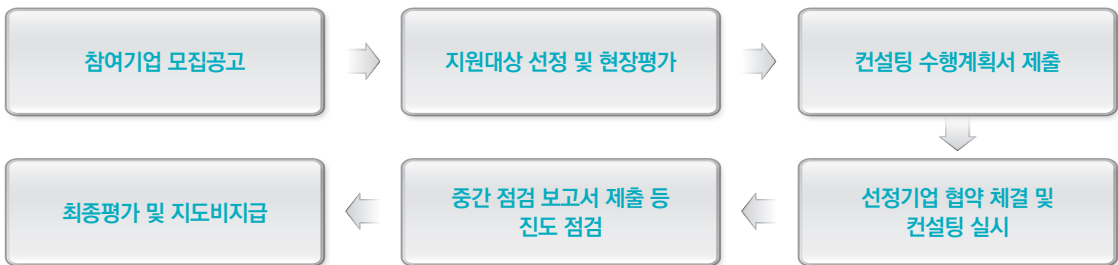 참여기업 모집공고
지원대상 선정 및 현장평가
컨설팅 수행계획서 제출
선정기업 협약 체결 및
컨설팅 실시
중간 점검 보고서 제출 등
진도 점검
최종평가 및 지도비지급